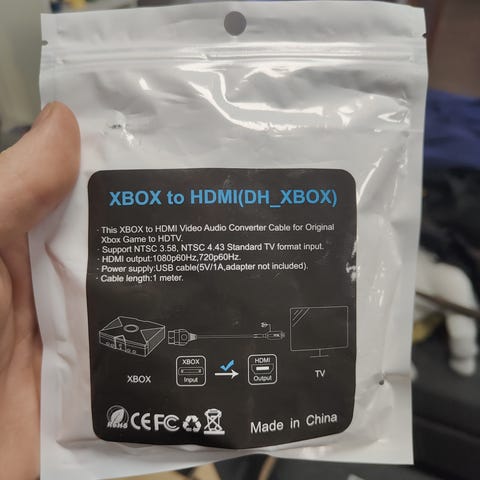 XBOX to HDMI(DH_XBOX)
· This XBOX to HDMI Video Audio Converter Cable for Original
Xbox Game to HDTV.
· Support NTSC 3.58, NTSC 4.43 Standard TV format input.
· HDMI output:1080p60Hz,720p60Hz.
· Power supply:USB cable(5V/1A,adapter not included).
· Cable length:1 meter.
XBOX
XBOX
Input
HDMI
Output
TV
RoHS CE FC
Made in China